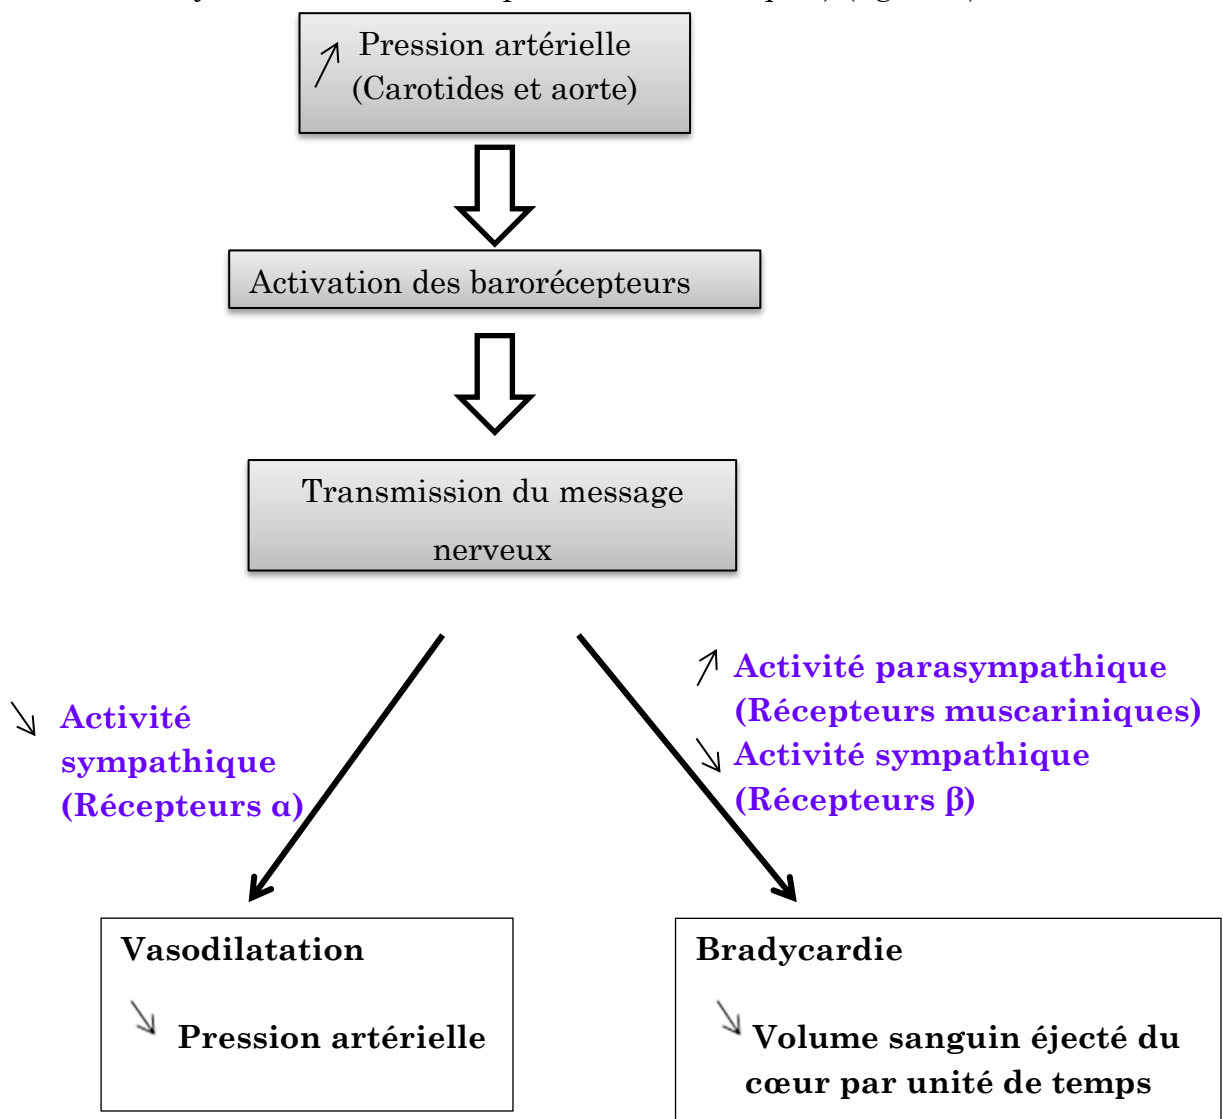 Pression artérielle
(Carotides et aorte)
Activation des barorécepteurs
Transmission du message
nerveux
Activité
sympathique
(Récepteurs α)
Activité parasympathique
(Récepteurs muscariniques)
Activité sympathique
(Récepteurs β)
Vasodilatation
Pression artérielle
Bradycardie
Volume sanguin éjecté du
cœur par unité de temps